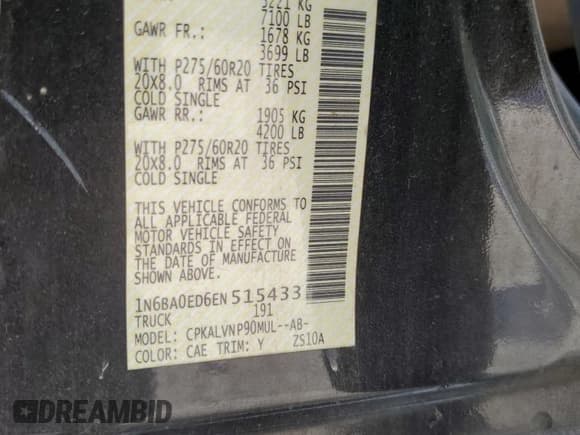 3221 KG
7100 LB
GAWR FR.: 1678 KG
3699 LB
WITH P275/60R20 TIRES
20X8.0 RIMS AT 36 PSI
COLD SINGLE
GAWR RR.: 1905 KG
4200 LB
WITH P275/60R20 TIRES
20X8.0 RIMS AT 36 PSI
COLD SINGLE
THIS VEHICLE CONFORMS TO
ALL APPLICABLE FEDERAL
MOTOR VEHICLE SAFETY
STANDARDS IN EFFECT ON
THE DATE OF MANUFACTURE
SHOWN ABOVE.
1N6BA0ED6EN515433
TRUCK 191
MODEL: CPKALVNP90MUL--AB-
COLOR: CAE TRIM: Y ZS10A
DREAMBID